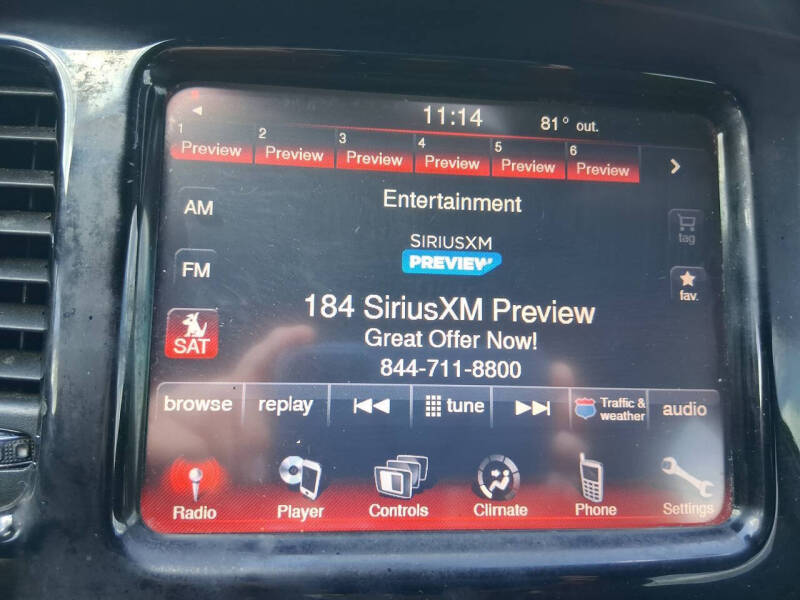 11:14 81° out.
1 Preview 2 Preview 3 Preview 4 Preview 5 Preview 6 Preview
Entertainment
AM
tag
SIRIUSXM
PREVIEW
FM
fav.
184 SiriusXM Preview
SAT
Great Offer Now!
844-711-8800
browse replay tune Traffic & weather audio
Radio Player Controls Climate Phone Settings